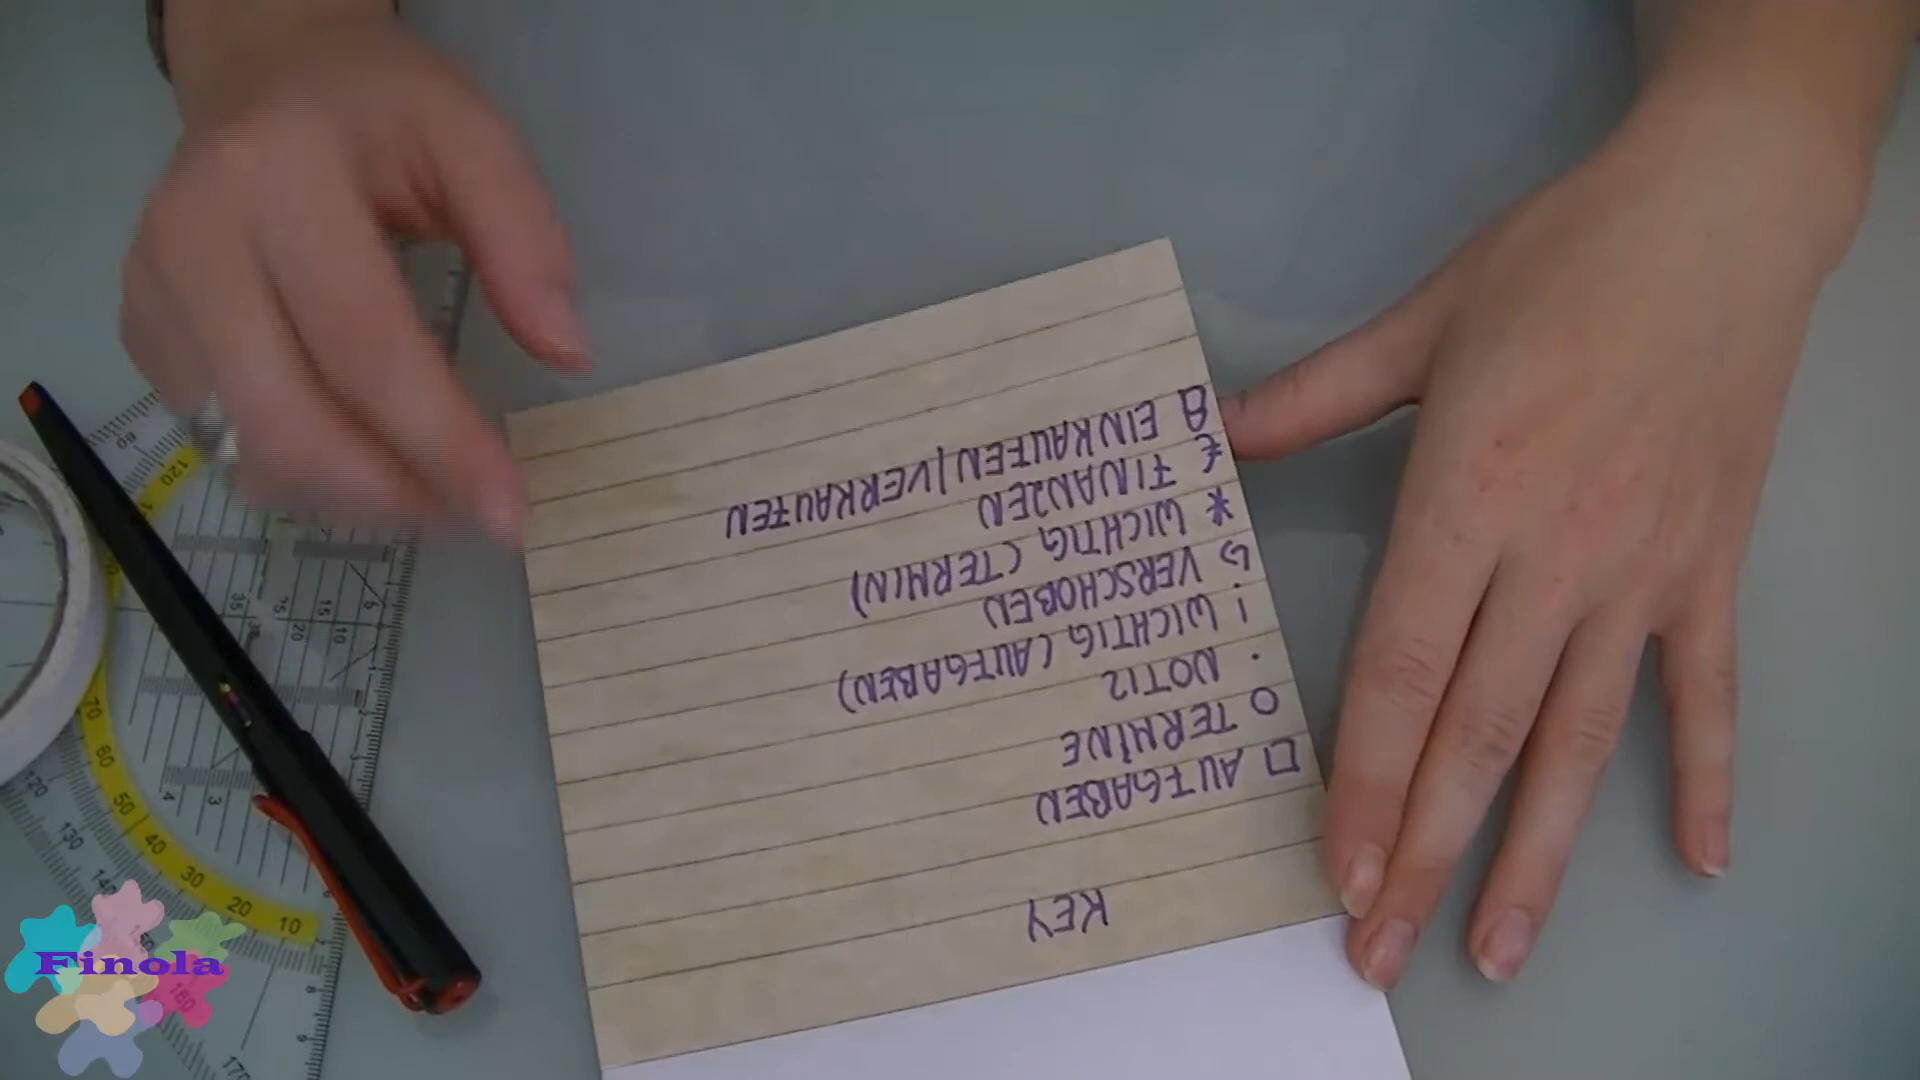 KEY
□ AUFGABEN
O TERMINE
· NOTIZ
! WICHTIG (AUFGABEN)
↳ VERSCHOBEN
* WICHTIG (TERMIN)
€ FINANZEN
EINKAUFEN/VERKAUFEN
Finola